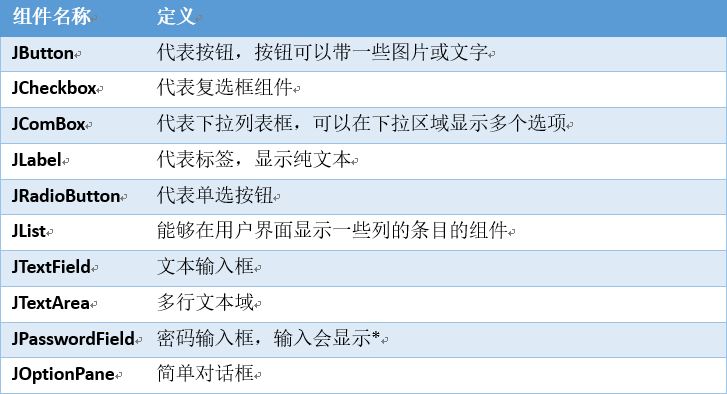 组件名称 定义
JButton 代表按钮，按钮可以带一些图片或文字
JCheckbox 代表复选框组件
JComBox 代表下拉列表框，可以在下拉区域显示多个选项
JLabel 代表标签，显示纯文本
JRadioButton 代表单选按钮
JList 能够在用户界面显示一些列的条目的组件
JTextField 文本输入框
JTextArea 多行文本域
JPasswordField 密码输入框，输入会显示*
JOptionPane 简单对话框